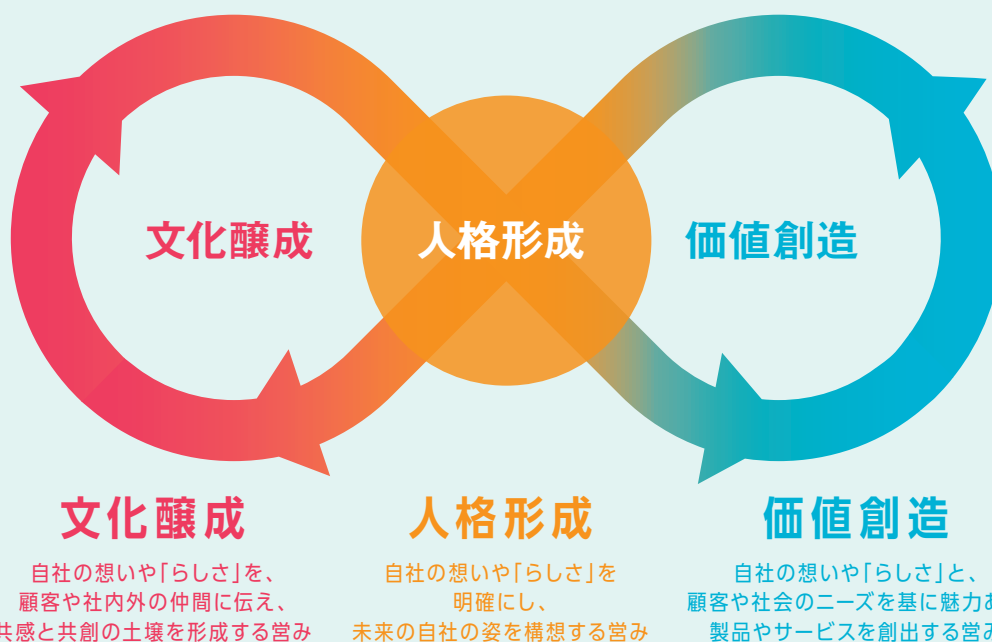 文化醸成
人格形成
価値創造
文化醸成
自社の想いや「らしさ」を、
顧客や社内外の仲間に伝え、
共感と共創の土壌を形成する営み
人格形成
自社の想いや「らしさ」を
明確にし、
未来の自社の姿を構想する営み
価値創造
自社の想いや「らしさ」と、
顧客や社会のニーズを基に魅力あ
製品やサービスを創出する営み